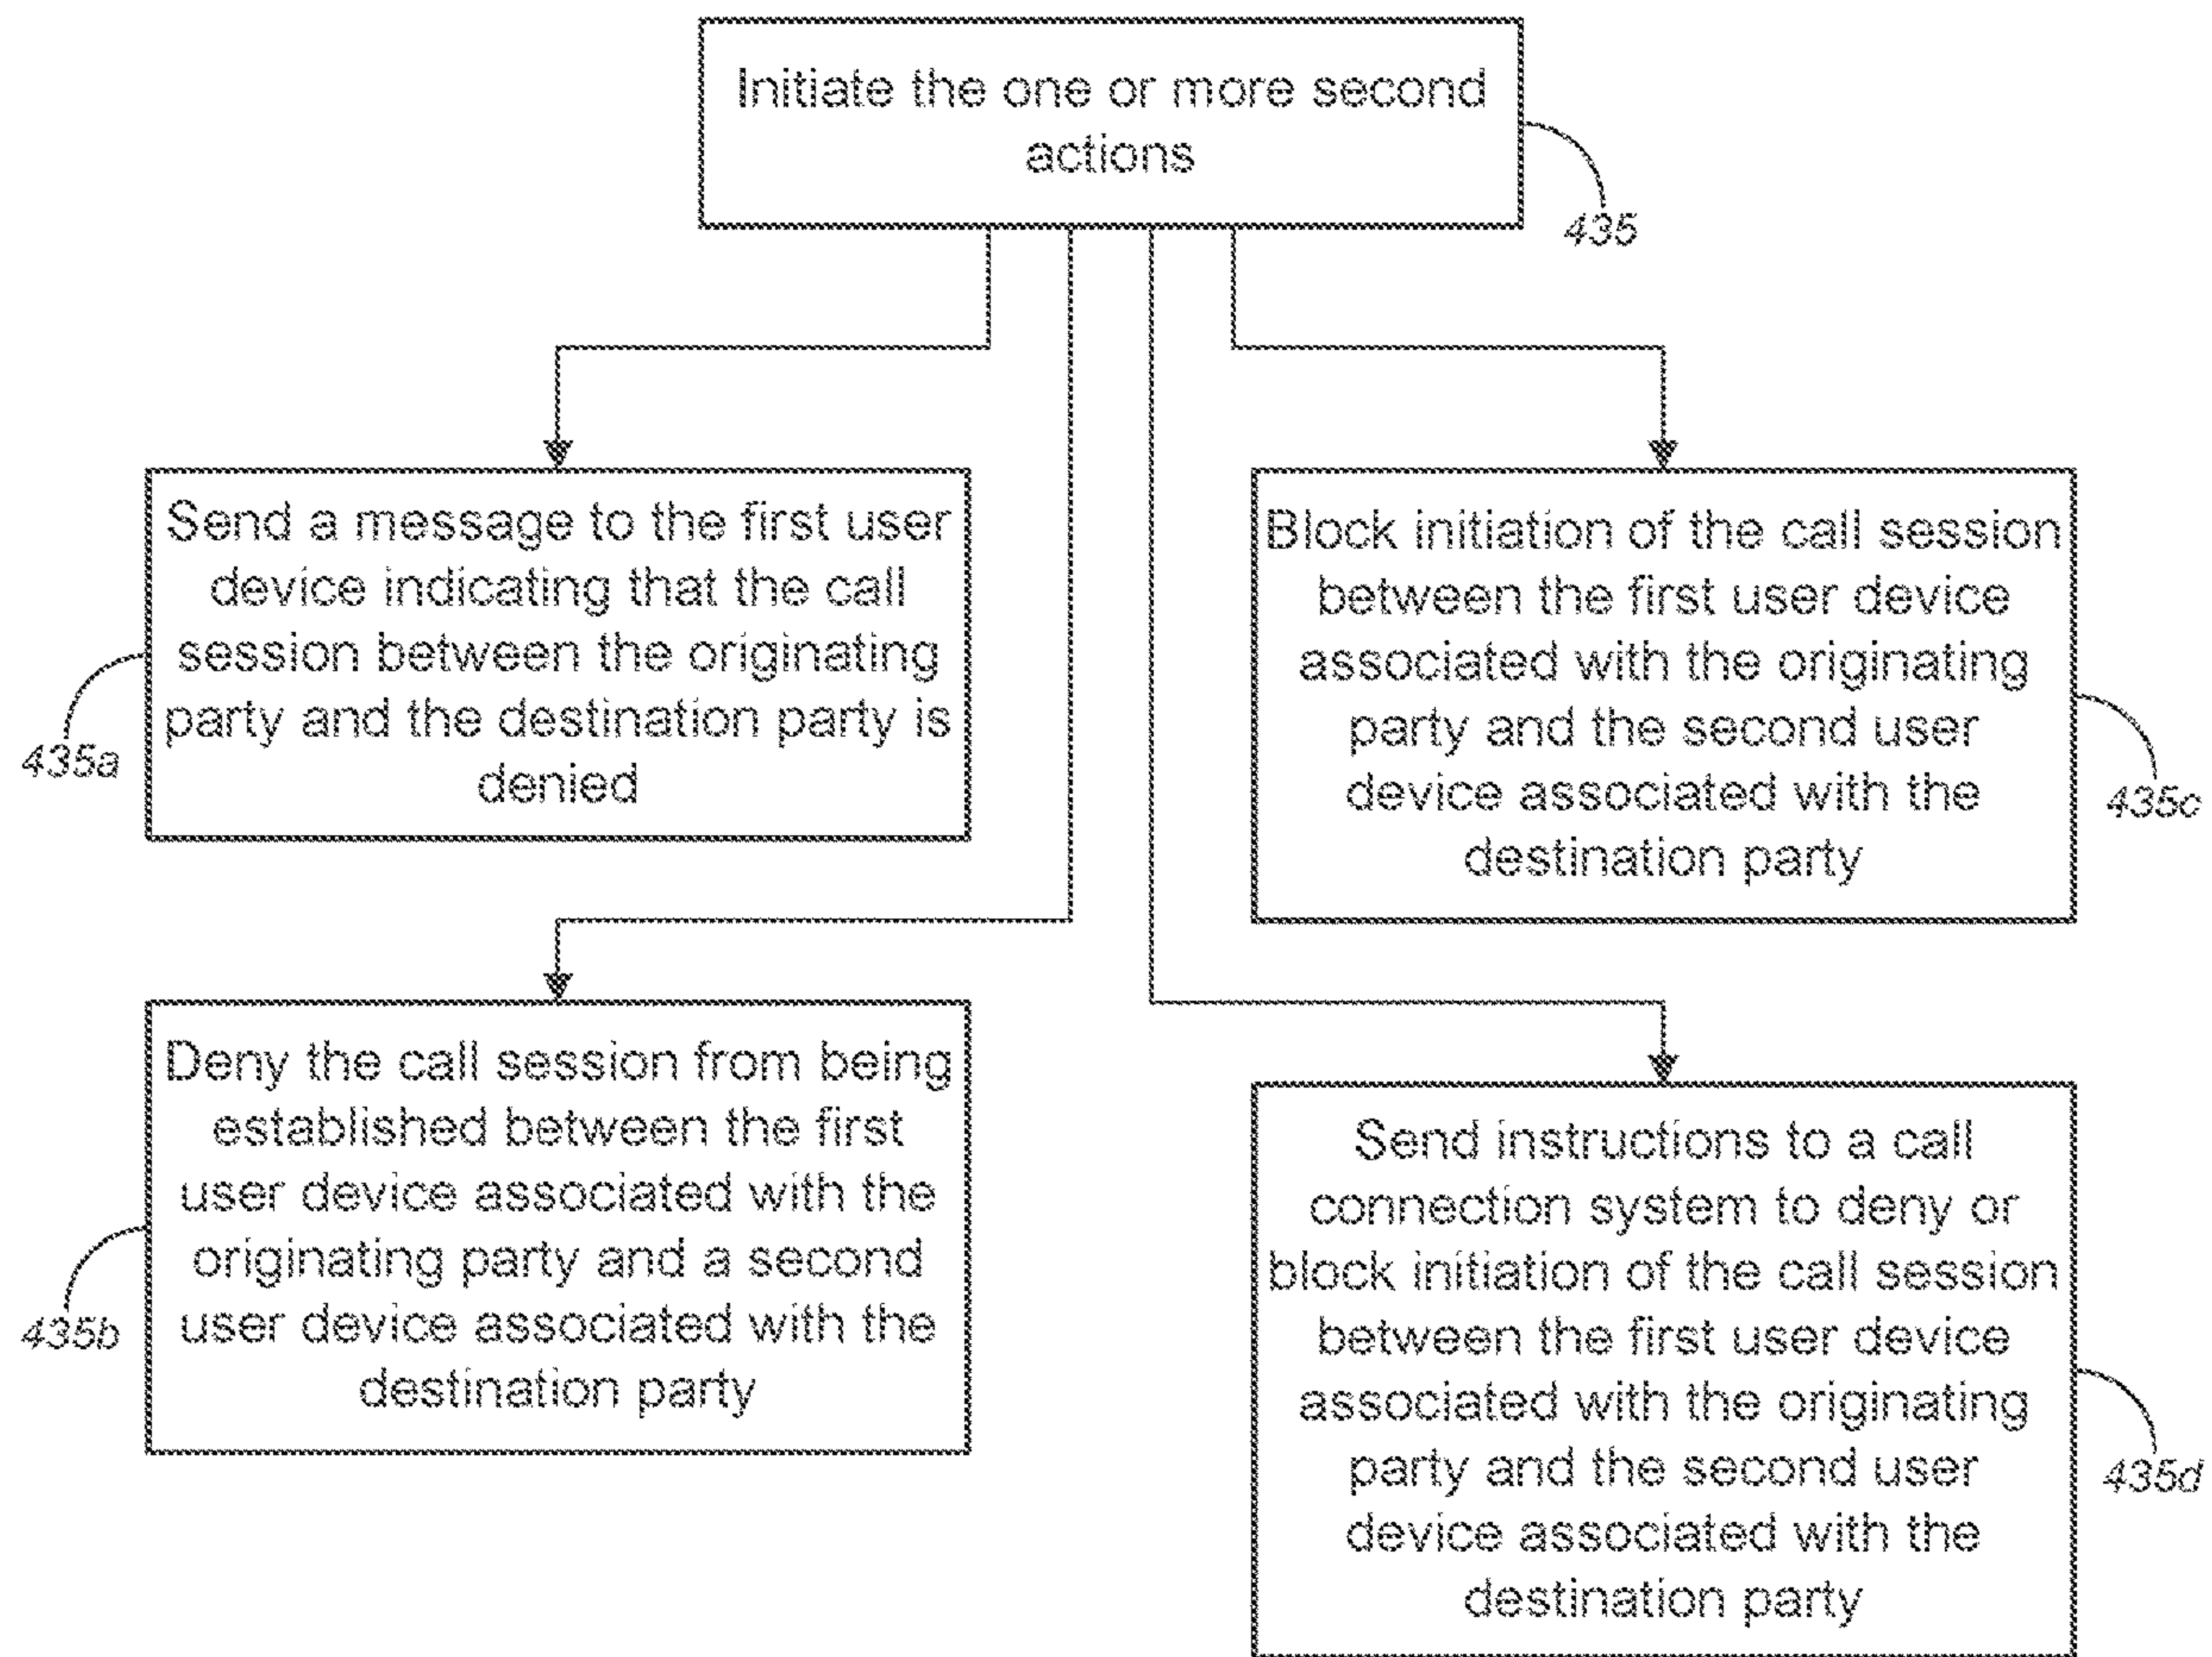 Initiate the one or more second
actions
435
Send a message to the first user
device indicating that the call
session between the originating
party and the destination party is
denied
435a
Block initiation of the call session
between the first user device
associated with the originating
party and the second user
device associated with the
destination party
435c
Deny the call session from being
established between the first
user device associated with the
originating party and a second
user device associated with the
destination party
435b
Send instructions to a call
connection system to deny or
block initiation of the call session
between the first user device
associated with the originating
party and the second user
device associated with the
destination party
435d